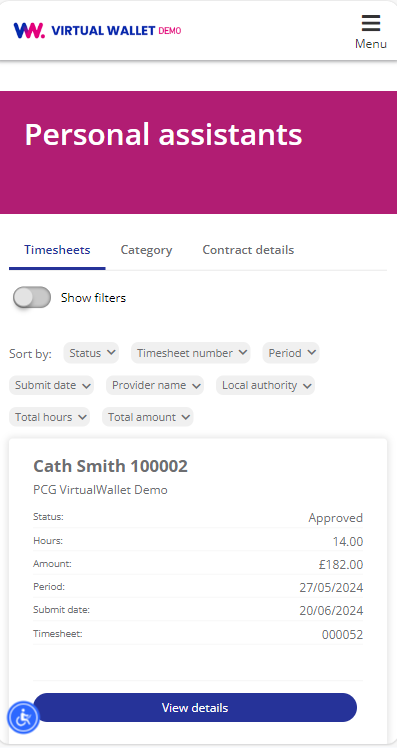 VW. VIRTUAL WALLET DEMO
Menu
Personal assistants
Timesheets Category Contract details
Show filters
Sort by: Status Timesheet number Period
Submit date Provider name Local authority
Total hours Total amount
Cath Smith 100002
PCG VirtualWallet Demo
Status: Approved
Hours: 14.00
Amount: £182.00
Period: 27/05/2024
Submit date: 20/06/2024
Timesheet: 000052
View details